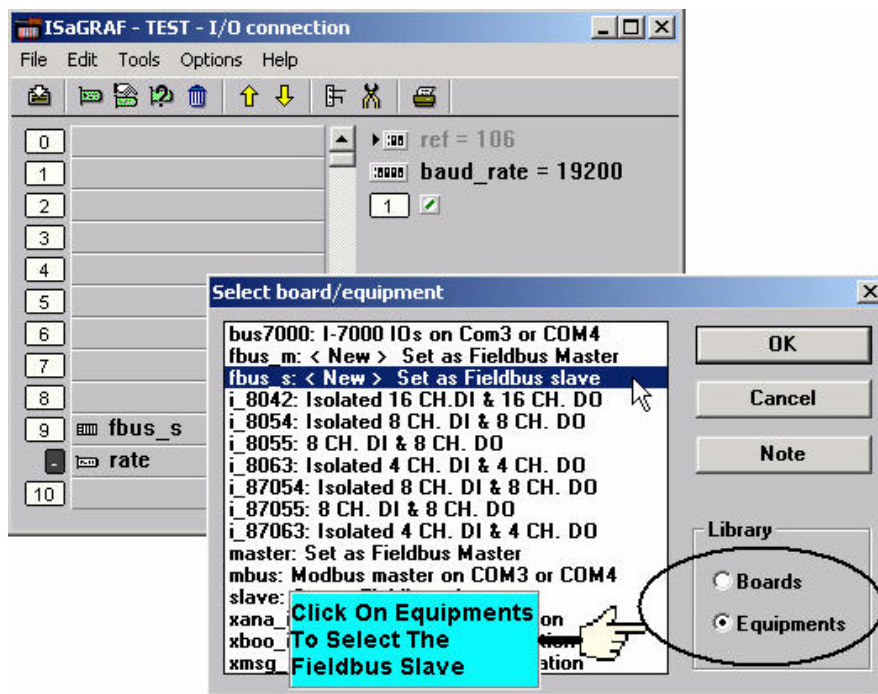 ISaGRAF - TEST - I/O connection
File Edit Tools Options Help
0
1
2
3
4
5
6
7
8
9 fbus_s
- rate
10
ref = 106
baud_rate = 19200
1
Select board/equipment
bus7000: I-7000 IOs on Com3 or COM4
fbus_m: < New > Set as Fieldbus Master
fbus_s: < New > Set as Fieldbus slave
i_8042: Isolated 16 CH.DI & 16 CH. DO
i_8054: Isolated 8 CH. DI & 8 CH. DO
i_8055: 8 CH. DI & 8 CH. DO
i_8063: Isolated 4 CH. DI & 4 CH. DO
i_87054: Isolated 8 CH. DI & 8 CH. DO
i_87055: 8 CH. DI & 8 CH. DO
i_87063: Isolated 4 CH. DI & 4 CH. DO
master: Set as Fieldbus Master
mbus: Modbus master on COM3 or COM4
slave:
xana_
xboo_
xmsg_
Click On Equipments
To Select The
Fieldbus Slave
OK
Cancel
Note
Library
Boards
Equipments